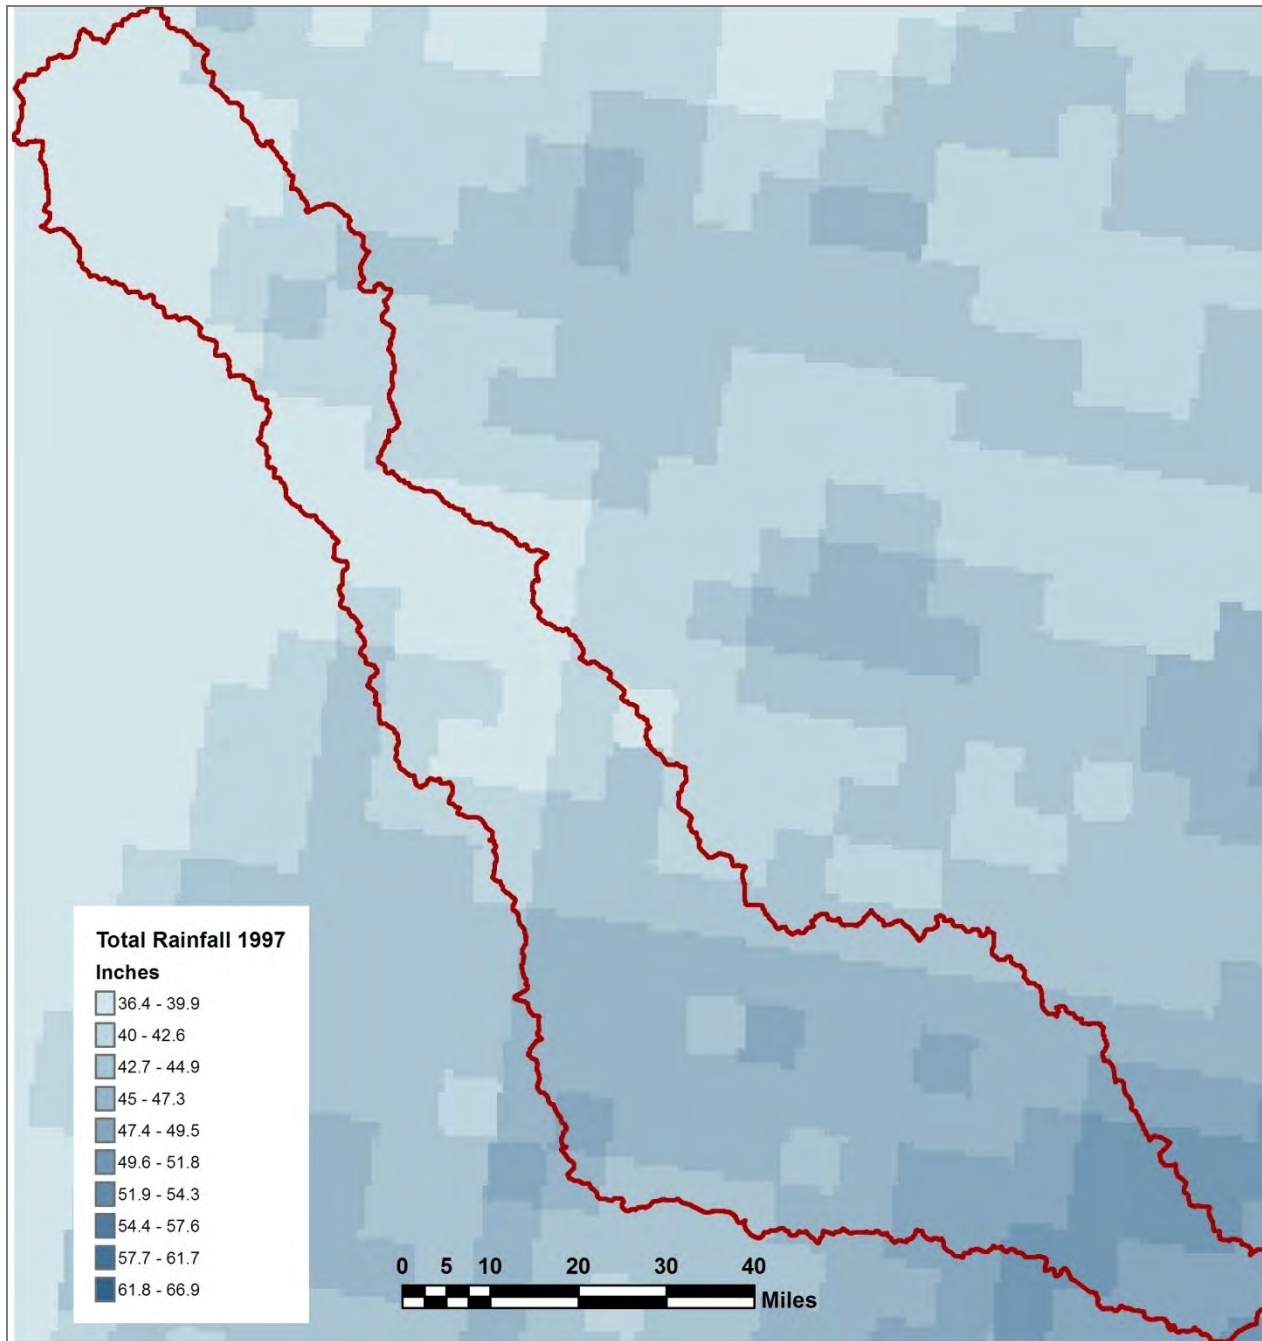 Total Rainfall 1997
Inches
36.4 - 39.9
40 - 42.6
42.7 - 44.9
45 - 47.3
47.4 - 49.5
49.6 - 51.8
51.9 - 54.3
54.4 - 57.6
57.7 - 61.7
61.8 - 66.9
0 5 10 20 30 40
Miles